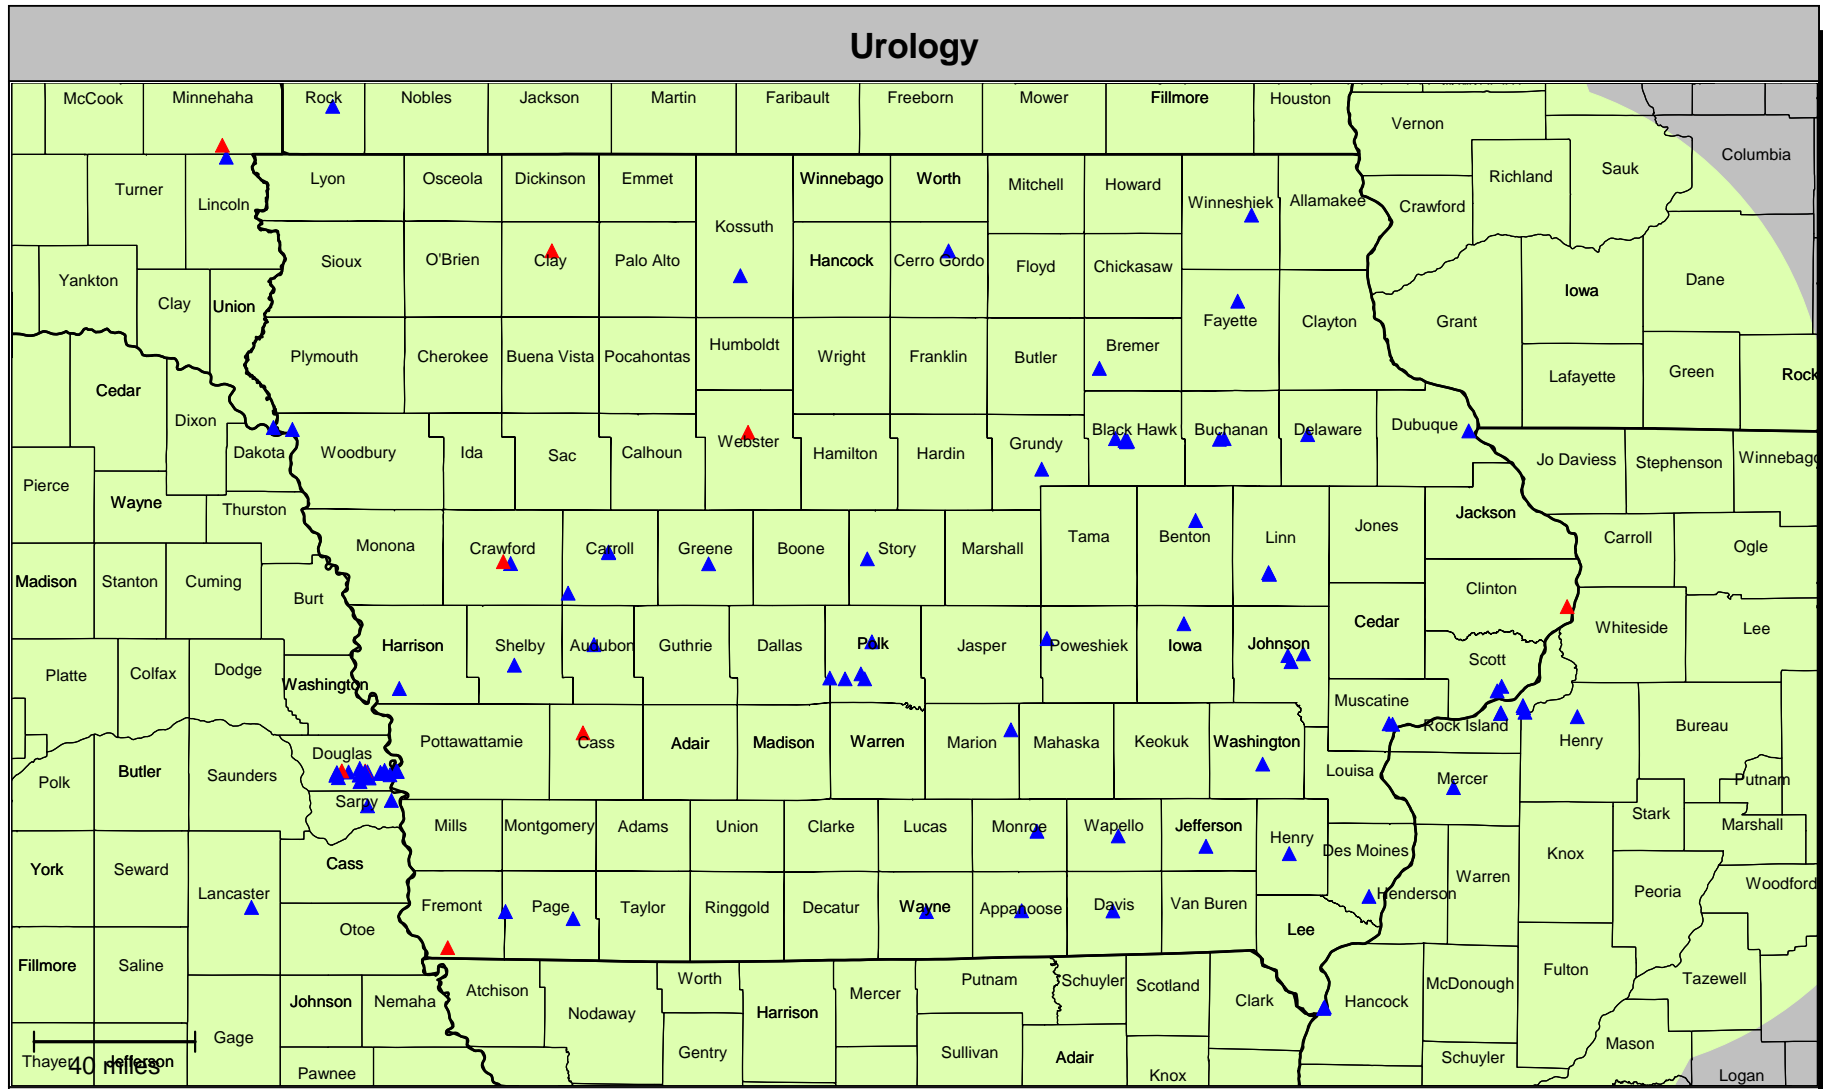 Urology
McCook Minnehaha Rock Nobles Jackson Martin Faribault Freeborn Mower Fillmore Houston
Vernon
Columbia
Sauk
Richland
Turner Lyon Osceola Dickinson Emmet Winnebago Worth Mitchell Howard
Lincoln Winneshiek Allamakee Crawford
Kossuth
Yankton Sioux O'Brien Clay Palo Alto Hancock Cerro Gordo Floyd Chickasaw Dane
Clay Union Iowa
Fayette Clayton Grant
Plymouth Cherokee Buena Vista Pocahontas Humboldt Wright Franklin Butler Bremer
Lafayette Green Rock
Cedar
Dixon
Dubuque
Black Hawk Buchanan Delaware
Dakota Woodbury Ida Sac Calhoun Webster Hamilton Hardin Grundy
Jo Daviess Stephenson Winnebago
Pierce
Wayne Thurston Jackson
Jones
Monona Crawford Carroll Greene Boone Story Marshall Tama Benton Linn Carroll Ogle
Madison Stanton Cuming
Burt Clinton
Cedar Whiteside Lee
Harrison Shelby Audubon Guthrie Dallas Polk Jasper Poweshiek Iowa Johnson
Platte Colfax Dodge Scott
Washington
Muscatine
Rock Island Bureau
Pottawattamie Cass Adair Madison Warren Marion Mahaska Keokuk Washington Henry
Douglas
Polk Butler Saunders Louisa Mercer Putnam
Sarpy
Mills Montgomery Adams Union Clarke Lucas Monroe Wapello Jefferson Henry Stark Marshall
Des Moines Knox
York Seward Cass Warren Woodford
Lancaster Henderson Peoria
Fremont Page Taylor Ringgold Decatur Wayne Appanoose Davis Van Buren
Otoe Lee
Fillmore Saline Fulton
Worth Putnam Schuyler Scotland McDonough Tazewell
Johnson Nemaha Atchison Mercer Clark Hancock
Nodaway Harrison
Gage Mason
Gentry Sullivan Adair Schuyler
Thayer Jefferson
40 miles
Pawnee Knox Logan